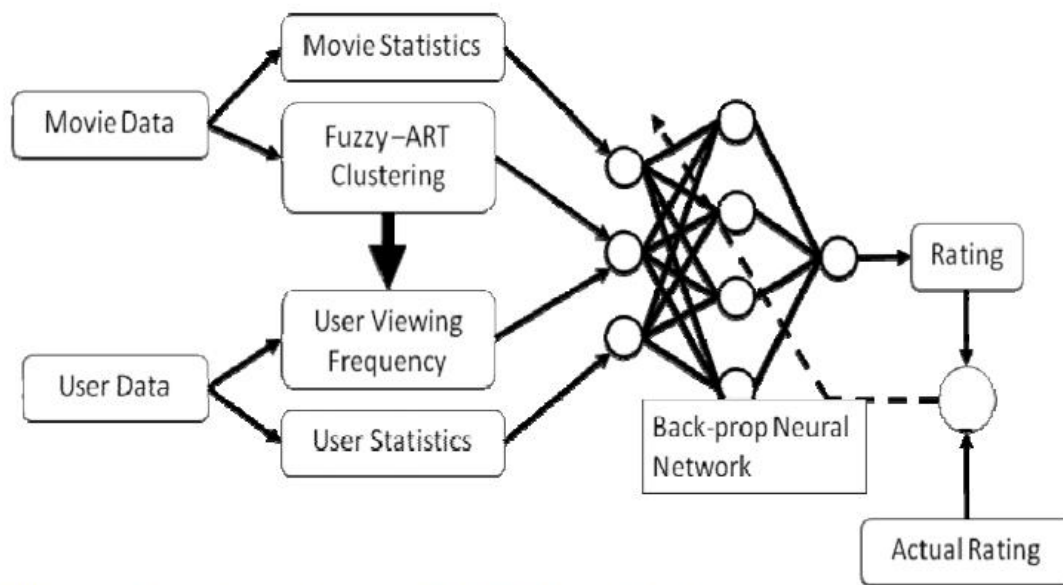 Movie Statistics
Movie Data
Fuzzy–ART
Clustering
User Viewing
Frequency
User Data
User Statistics
Back-prop Neural
Network
Rating
Actual Rating